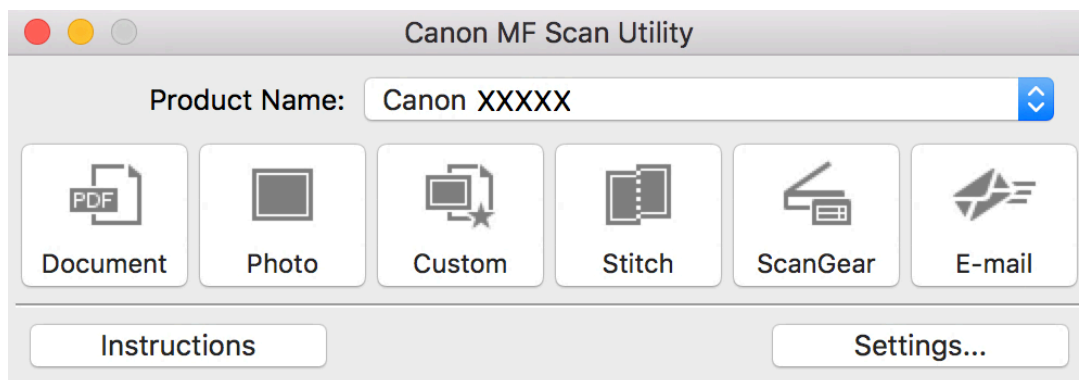 Canon MF Scan Utility
Product Name: Canon XXXXX
PDF
Document Photo Custom Stitch ScanGear E-mail
Instructions Settings...